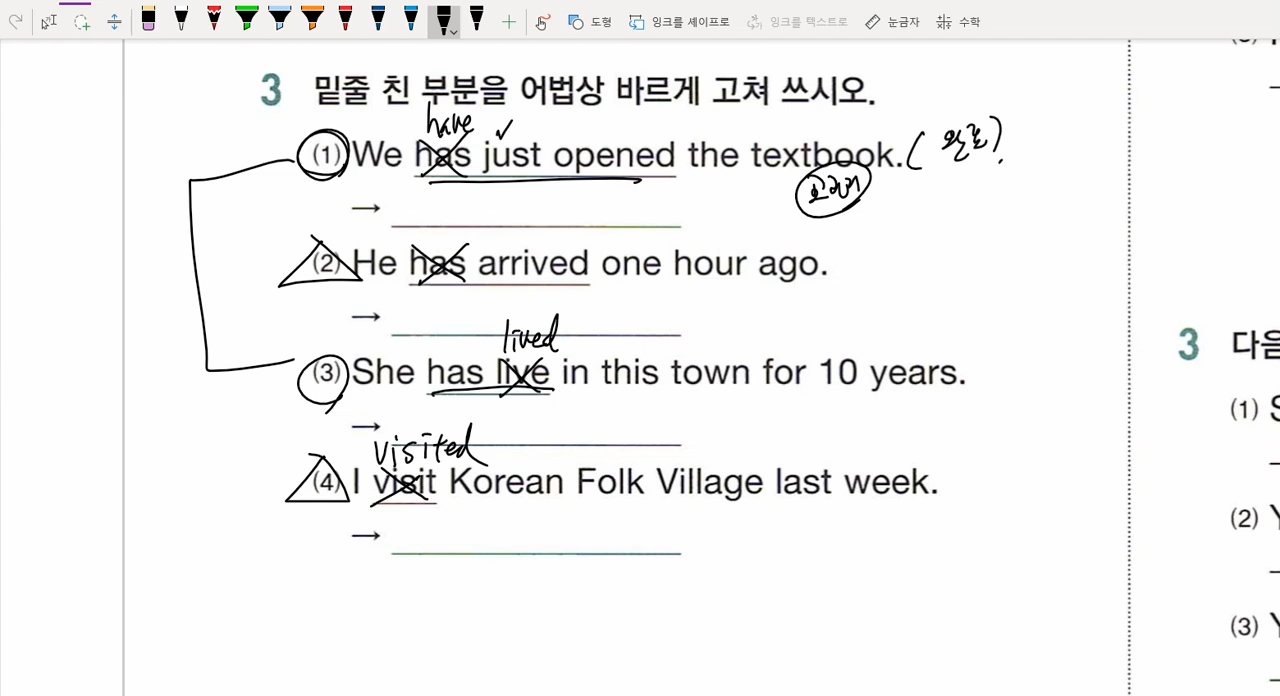 도형 잉크를 셰이프로 잉크를 텍스트로 눈금자 수학
3 밑줄 친 부분을 어법상 바르게 고쳐 쓰시오.
have
(1) We has just opened the textbook. (완료)
→
(2) He has arrived one hour ago.
→
lived
(3) She has live in this town for 10 years.
→
visited
(4) I visit Korean Folk Village last week.
→
3 다음
(1) S
(2) Y
(3) Y